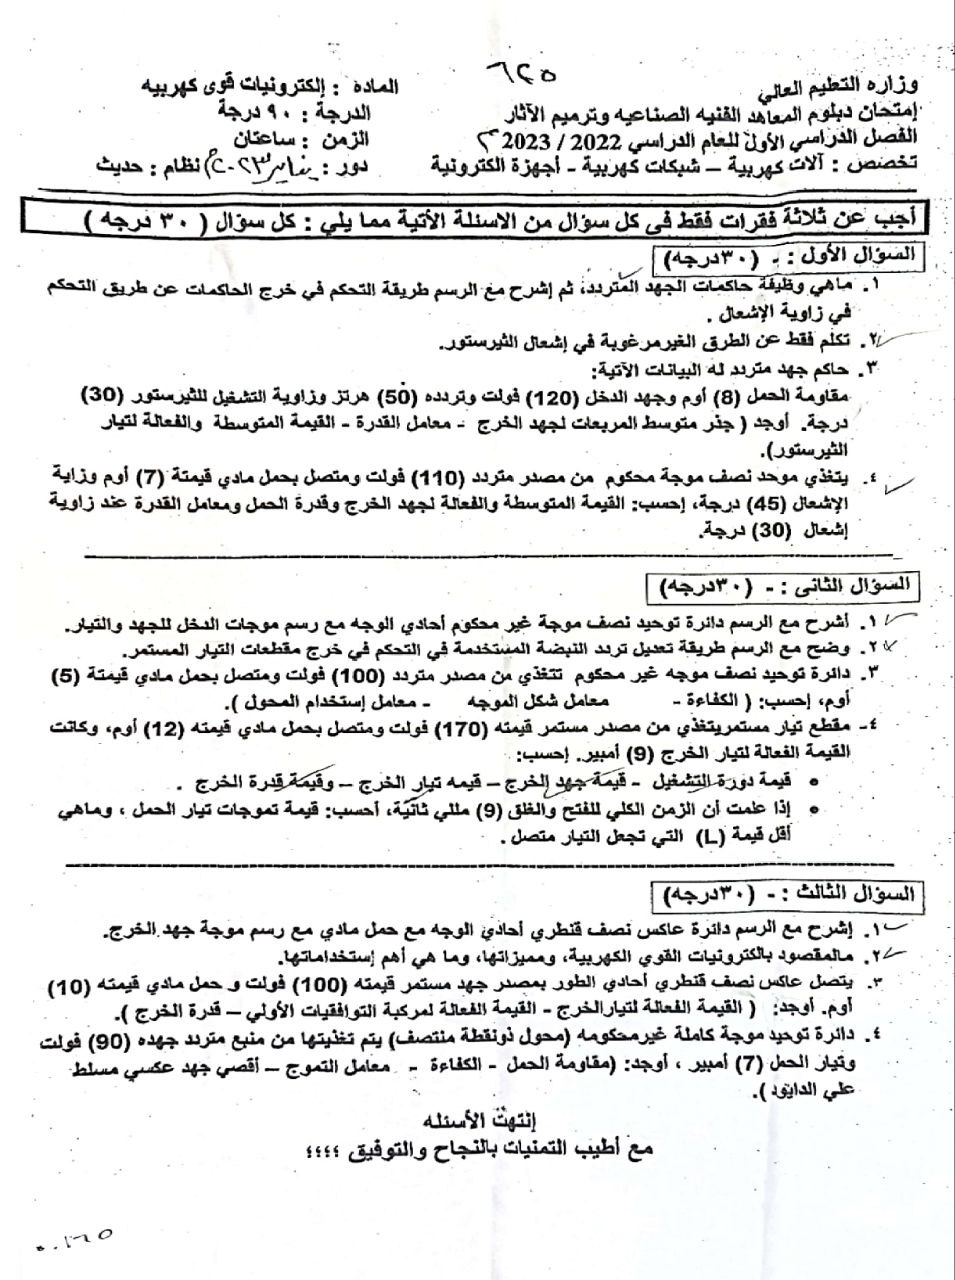 ٦٢٥
وزاره التعليم العالي
المادة : إلكترونيات قوى كهربيه
إمتحان دبلوم المعاهد الفنيه الصناعيه وترميم الآثار
الدرجة : ٩٠ درجة
الفصل الدراسي الأول للعام الدراسي 2022 / 2023 م
الزمن : ساعتان
تخصص : آلات كهربية – شبكات كهربية - أجهزة الكترونية
دور : يناير ٢٠٢٣م نظام : حديث
أجب عن ثلاثة فقرات فقط فى كل سؤال من الاسئلة الأتية مما يلي : كل سؤال ( ٣٠ درجه )
السؤال الأول : - (٣٠درجه)
١. ماهي وظيفة حاكمات الجهد المتردد، ثم إشرح مع الرسم طريقة التحكم في خرج الحاكمات عن طريق التحكم
في زاوية الإشعال .
٢. تكلم فقط عن الطرق الغيرمرغوبة في إشعال الثيرستور.
٣. حاكم جهد متردد له البيانات الآتية:
مقاومة الحمل (8) أوم وجهد الدخل (120) فولت وتردده (50) هرتز وزاوية التشغيل للثيرستور (30)
درجة. أوجد ( جذر متوسط المربعات لجهد الخرج - معامل القدرة - القيمة المتوسطة والفعالة لتيار
الثيرستور).
٤. يتغذي موحد نصف موجة محكوم من مصدر متردد (110) فولت ومتصل بحمل مادي قيمتة (7) أوم وزاية
الإشعال (45) درجة، إحسب: القيمة المتوسطة والفعالة لجهد الخرج وقدرة الحمل ومعامل القدرة عند زاوية
إشعال (30) درجة.
السؤال الثانى : - (٣٠درجه)
١. أشرح مع الرسم دائرة توحيد نصف موجة غير محكوم أحادي الوجه مع رسم موجات الدخل للجهد والتيار.
٢. وضح مع الرسم طريقة تعديل تردد النبضة المستخدمة في التحكم في خرج مقطعات التيار المستمر.
٣. دائرة توحيد نصف موجه غير محكوم تتغذي من مصدر متردد (100) فولت ومتصل بحمل مادي قيمتة (5)
أوم، إحسب: ( الكفاءة - معامل شكل الموجه - معامل إستخدام المحول ).
٤- مقطع تيار مستمريتغذي من مصدر مستمر قيمته (170) فولت ومتصل بحمل مادي قيمته (12) أوم، وكانت
القيمة الفعالة لتيار الخرج (9) أمبير. إحسب:
• قيمة دورة التشغيل - قيمة جهد الخرج – قيمه تيار الخرج – وقيمة قدرة الخرج .
• إذا علمت أن الزمن الكلي للفتح والغلق (9) مللي ثانية، أحسب: قيمة تموجات تيار الحمل ، وماهي
أقل قيمة (L) التي تجعل التيار متصل .
السؤال الثالث : - (٣٠درجه)
١. إشرح مع الرسم دائرة عاكس نصف قنطري أحادي الوجه مع حمل مادي مع رسم موجة جهد الخرج.
٢. مالمقصود بالكترونيات القوي الكهربية، ومميزاتها، وما هي أهم إستخداماتها.
٣. يتصل عاكس نصف قنطري أحادي الطور بمصدر جهد مستمر قيمته (100) فولت و حمل مادي قيمته (10)
أوم. أوجد: ( القيمة الفعالة لتيارالخرج - القيمة الفعالة لمركبة التوافقيات الأولي – قدرة الخرج ).
٤. دائرة توحيد موجة كاملة غيرمحكومه (محول ذونقطة منتصف) يتم تغذيتها من منبع متردد جهده (90) فولت
وتيار الحمل (7) أمبير ، أوجد: (مقاومة الحمل - الكفاءة - معامل التموج – أقصي جهد عكسي مسلط
علي الدايود ).
إنتهت الأسئله
مع أطيب التمنيات بالنجاح والتوفيق ؛؛؛؛